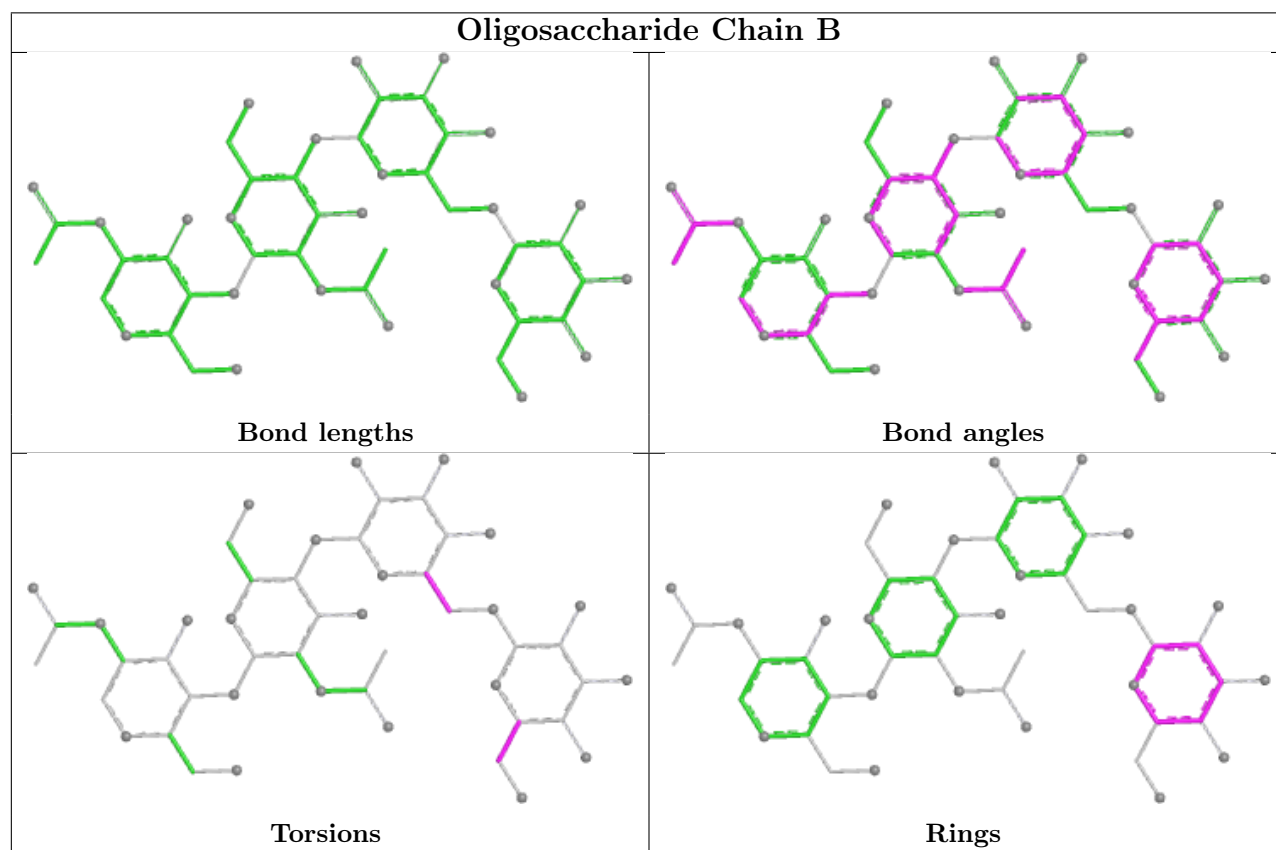 Oligosaccharide Chain B
Bond lengths
Bond angles
Torsions
Rings